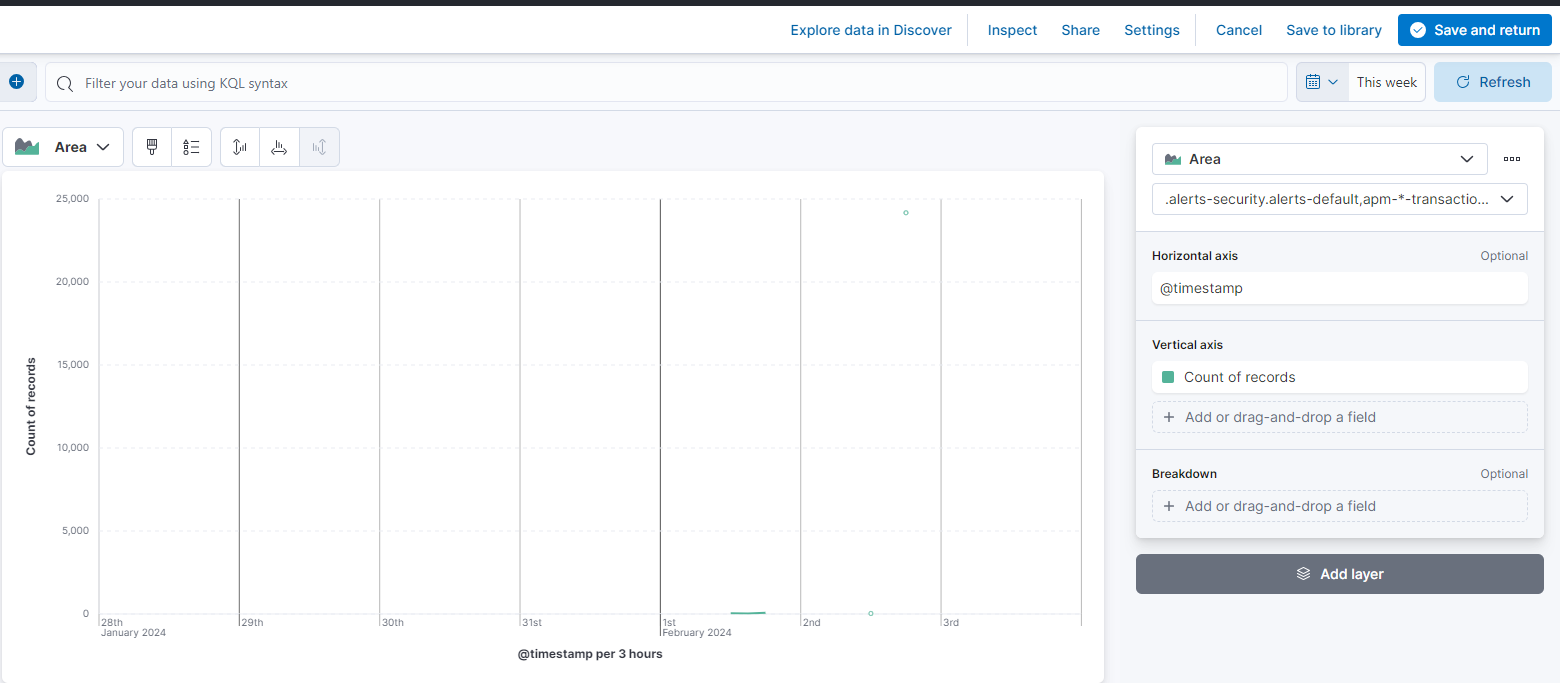 Explore data in Discover Inspect Share Settings Cancel Save to library Save and return
Filter your data using KQL syntax This week Refresh
Area
Area
.alerts-security.alerts-default,apm-*-transactio...
Horizontal axis Optional
@timestamp
Vertical axis
Count of records
Add or drag-and-drop a field
Breakdown Optional
Add or drag-and-drop a field
Add layer
25,000
20,000
15,000
10,000
5,000
0
Count of records
28th 29th 30th 31st 1st 2nd 3rd
January 2024 February 2024
@timestamp per 3 hours